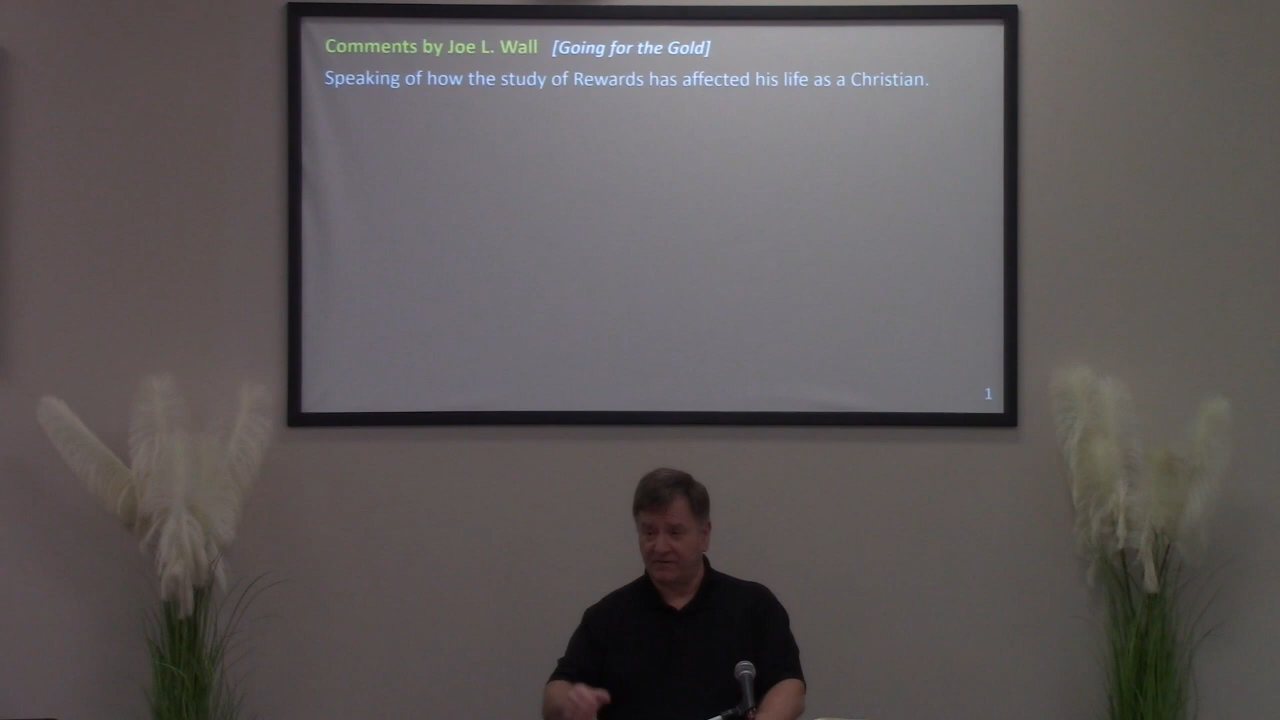 Comments by Joe L. Wall [Going for the Gold]
Speaking of how the study of Rewards has affected his life as a Christian.
1